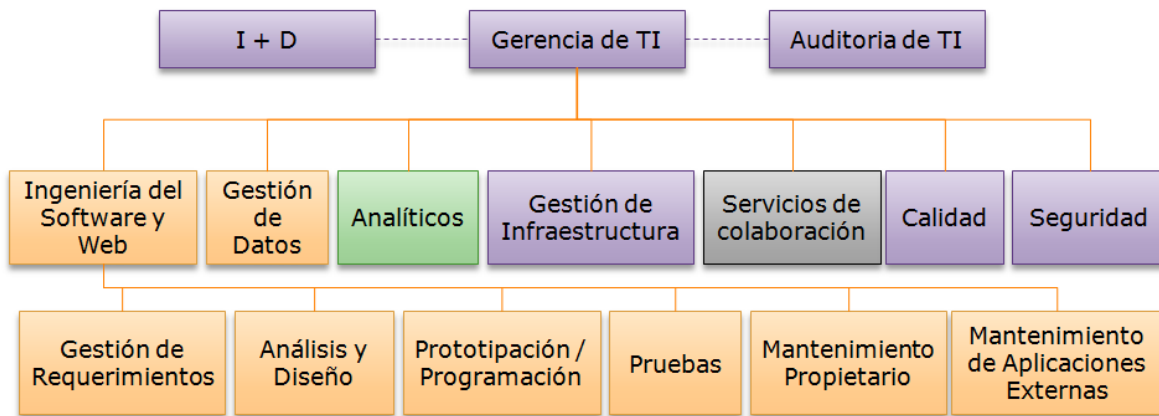 I + D
Gerencia de TI
Auditoria de TI
Ingeniería del
Software y
Web
Gestión
de
Datos
Analíticos
Gestión de
Infraestructura
Servicios de
colaboración
Calidad
Seguridad
Gestión de
Requerimientos
Análisis y
Diseño
Prototipación /
Programación
Pruebas
Mantenimiento
Propietario
Mantenimiento
de Aplicaciones
Externas